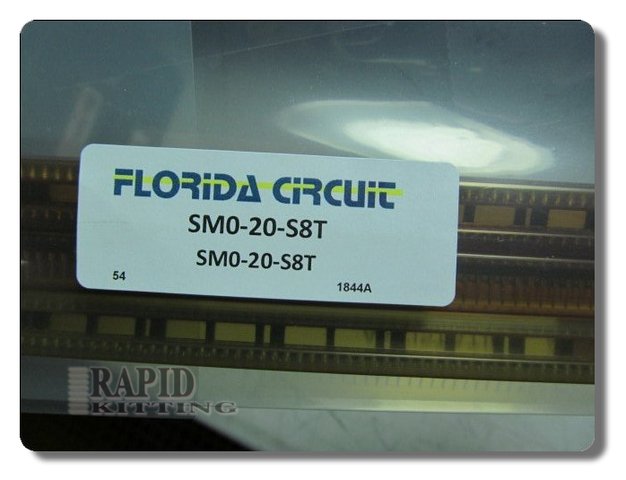 FLORIDA CIRCUIT
SM0-20-S8T
SM0-20-S8T
54
1844A
RAPID
KITTING